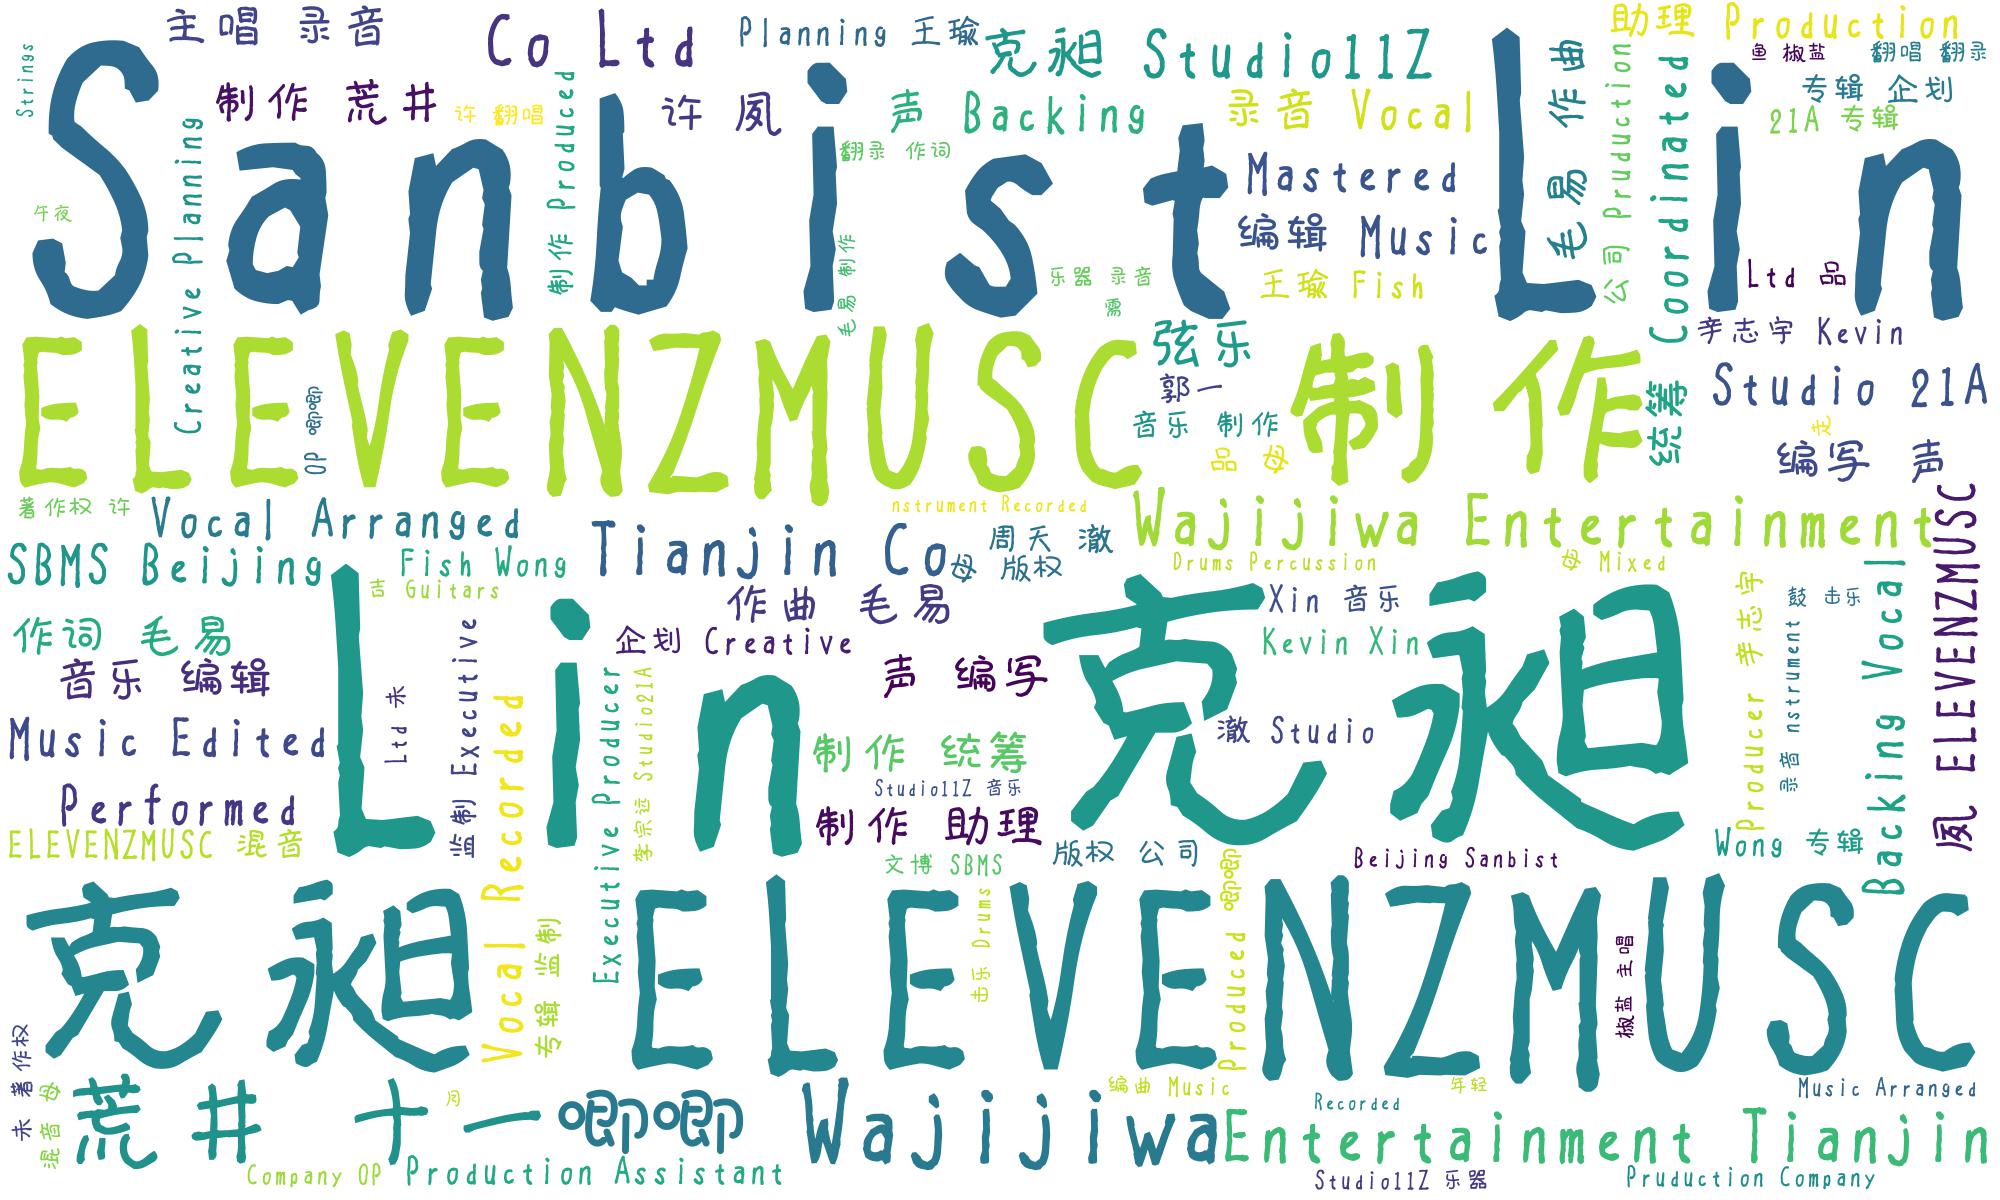 Strings
主唱 录音
Co Ltd
Planning 王瑜
克昶 Studio11Z
助理 Production
鱼 椒盐
翻唱 翻录
制作 荒井
许 翻唱
制作 Produced
许 夙
声 Backing
录音 Vocal
毛易 作曲
公司 Pruduction
Coordinated
专辑 企划
21A 专辑
Sanbist Lin
翻录 作词
Mastered
编辑 Music
午夜
Creative Planning
毛易 制作
乐器 录音
需
王瑜 Fish
Ltd 品
ELEVENZMUSC 制作
弦乐
辛志宇 Kevin
郭一
OP 唧唧
音乐 制作
品 母
统筹
Studio 21A
走
编写 声
著作权 许
Vocal Arranged
nstrument Recorded
Wajijiwa Entertainment
夙 ELEVENZMUSC
SBMS Beijing
Fish Wong
Tianjin Co
母 版权
周天 澈
Drums Percussion
母 Mixed
吉 Guitars
作词 毛易
作曲 毛易
Xin 音乐
鼓 击乐
企划 Creative
Kevin Xin
Lin 克昶
音乐 编辑
声 编写
Ltd 未
监制 Executive
Vocal Recorded
Executive Producer
李宗远 Studio21A
Producer 辛志宇
录音 nstrument
Backing Vocal
Music Edited
制作 统筹
澈 Studio
Studio11Z 音乐
Performed
制作 助理
ELEVENZMUSC 混音
文博 SBMS
版权 公司
Beijing Sanbist
Wong 专辑
克昶 ELEVENZMUSC
专辑 监制
击乐 Drums
Produced 唧唧
椒盐 主唱
未 著作权
混音 母
荒井 十一
月
唧唧 Wajijiwa
编曲 Music
Recorded
年轻
Music Arranged
Entertainment Tianjin
Company OP
Production Assistant
Studio11Z 乐器
Pruduction Company